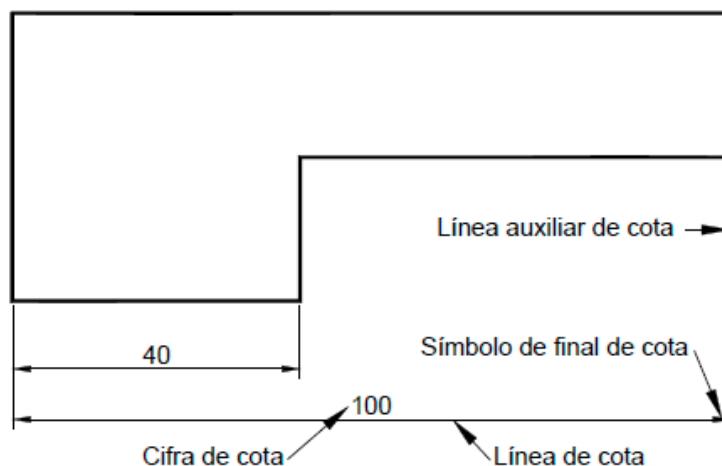 Línea auxiliar de cota
40
Símbolo de final de cota
100
Cifra de cota
Línea de cota